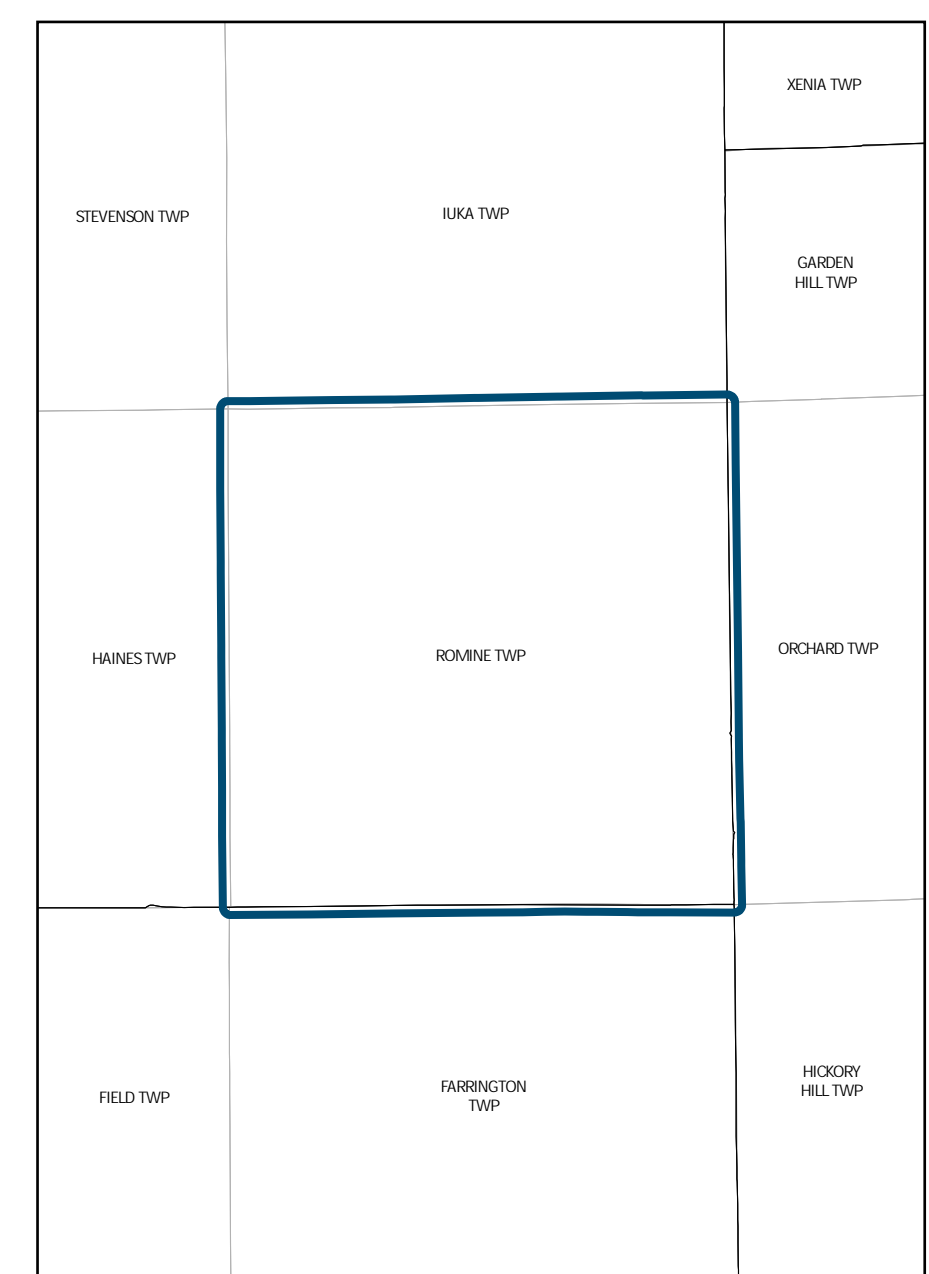 XENIA TWP
STEVENSON TWP
IUKA TWP
GARDEN
HILL TWP
HAINES TWP
ROMINE TWP
ORCHARD TWP
FIELD TWP
FARRINGTON
TWP
HICKORY
HILL TWP